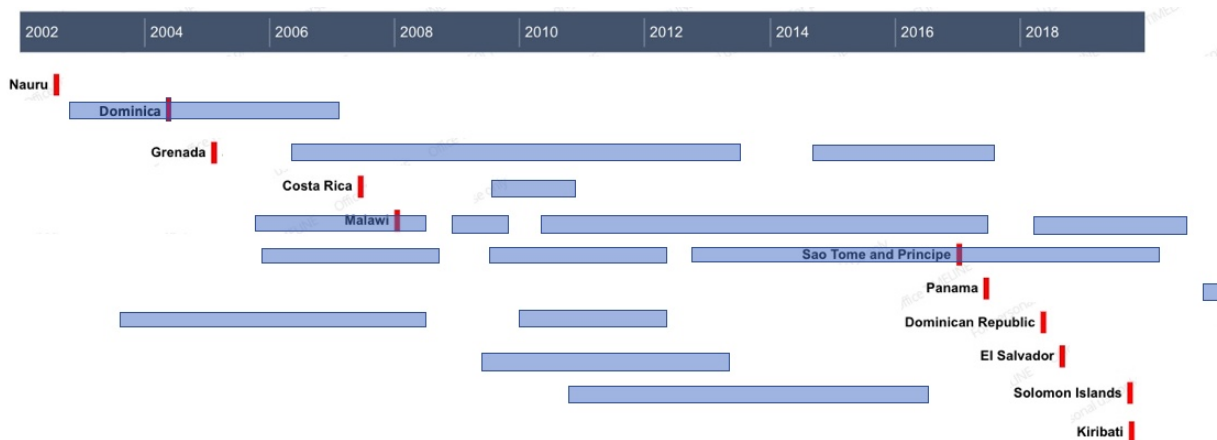 2002 2004 2006 2008 2010 2012 2014 2016 2018
Nauru
Dominica
Grenada
Costa Rica
Malawi
Sao Tome and Principe
Panama
Dominican Republic
El Salvador
Solomon Islands
Kiribati